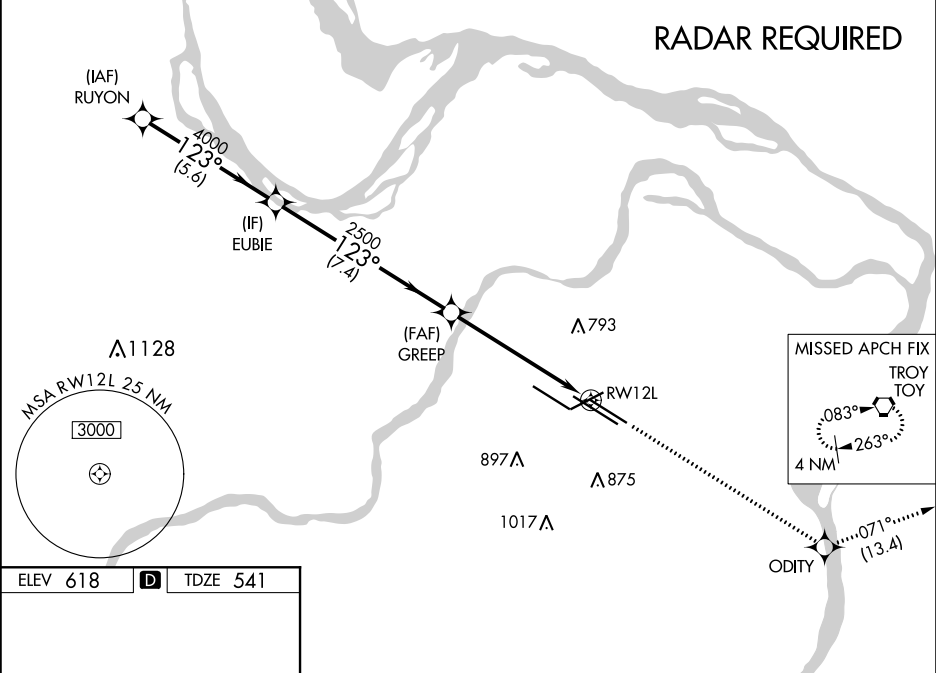 RADAR REQUIRED
(IAF)
RUYON
4000
123°
(5.6)
(IF)
EUBIE
2500
123°
(7.4)
(FAF)
GREEP
793
1128
RW12L
MISSED APCH FIX
TROY
TOY
083°
263°
4 NM
MSA RW12L 25 NM
3000
897
875
1017
071°
(13.4)
ODITY
ELEV 618 D TDZE 541